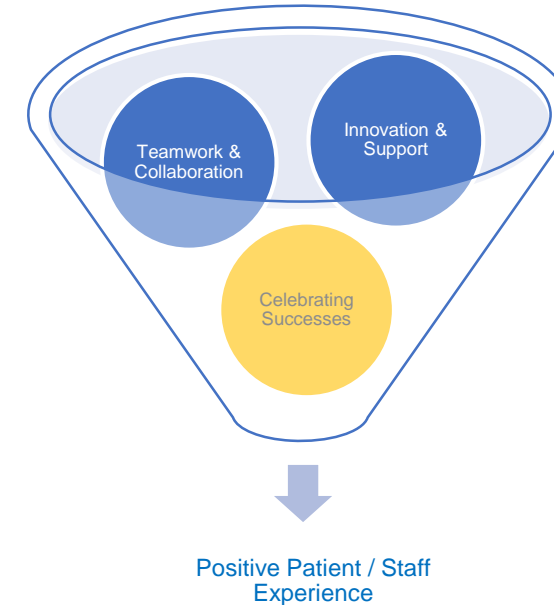 Teamwork &
Collaboration
Innovation &
Support
Celebrating
Successes
Positive Patient / Staff
Experience